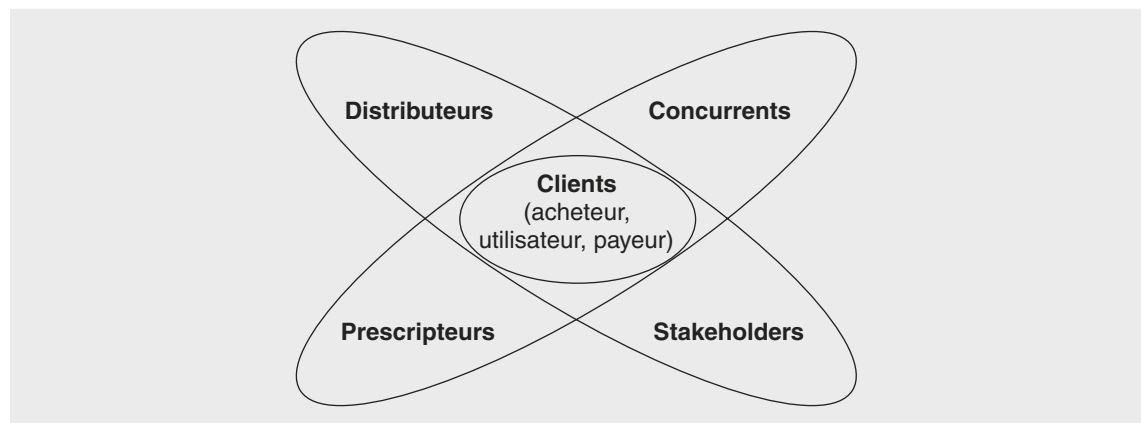 Distributeurs
Concurrents
Clients
(acheteur,
utilisateur, payeur)
Prescripteurs
Stakeholders